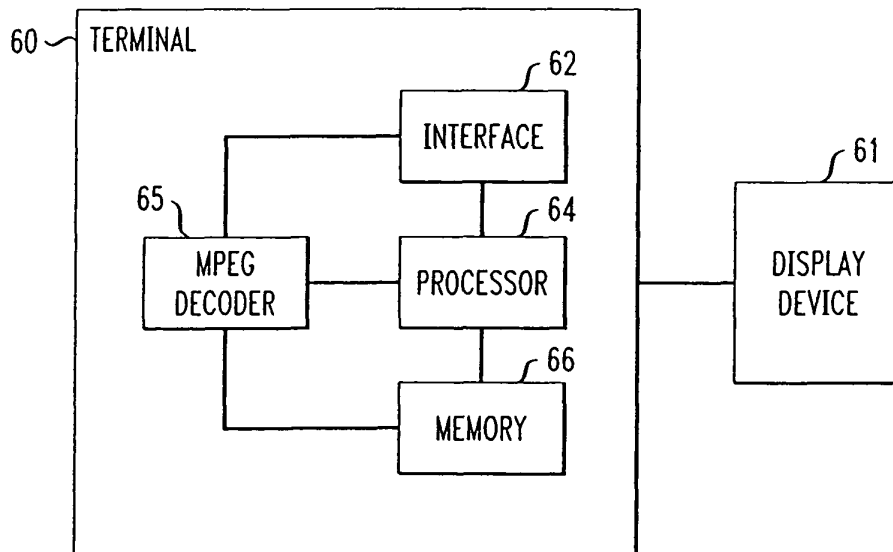 60 TERMINAL
62
INTERFACE
61
65
64
MPEG
DECODER
PROCESSOR
DISPLAY
DEVICE
66
MEMORY